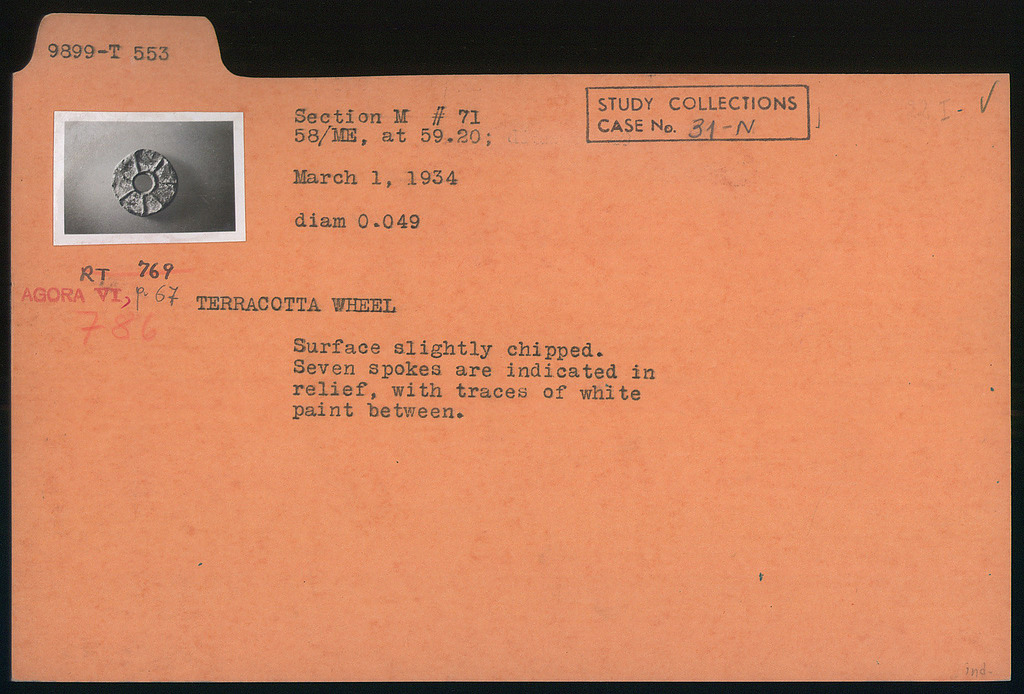 9899-T 553
Section M # 71
58/ME, at 59.20;
STUDY COLLECTIONS
CASE No. 31-N
I- ✓
March 1, 1934
diam 0.049
RT 769
AGORA VI, p. 67
786
TERRACOTTA WHEEL
Surface slightly chipped.
Seven spokes are indicated in
relief, with traces of white
paint between.
ind.